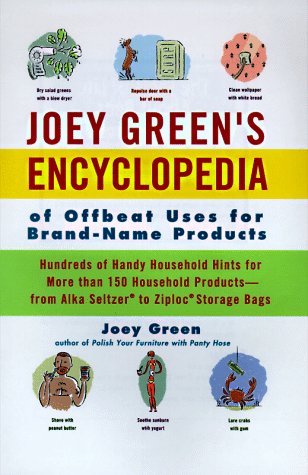 Dry salad greens
with a blow dryer
Repulse deer with a
bar of soap
Clean wallpaper
with white bread
SOAP
JOEY GREEN'S
ENCYCLOPEDIA
of Offbeat Uses for
Brand-Name Products
Hundreds of Handy Household Hints for
More than 150 Household Products—
from Alka Seltzer® to Ziploc® Storage Bags
Joey Green
author of Polish Your Furniture with Panty Hose
Shave with
peanut butter
Soothe sunburn
with yogurt
Lure crabs
with gum